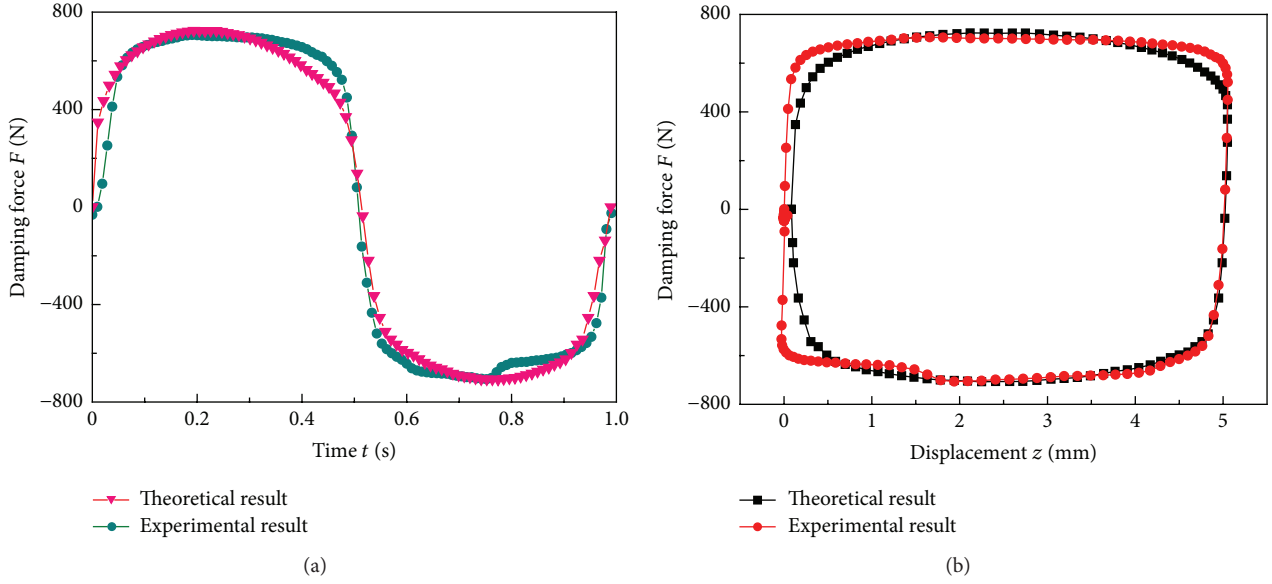 800
400
0
−400
−800
Damping force F (N)
0
0.2
0.4
0.6
0.8
1.0
Time t (s)
Theoretical result
Experimental result
(a)
800
400
0
−400
−800
Damping force F (N)
0
1
2
3
4
5
Displacement z (mm)
Theoretical result
Experimental result
(b)